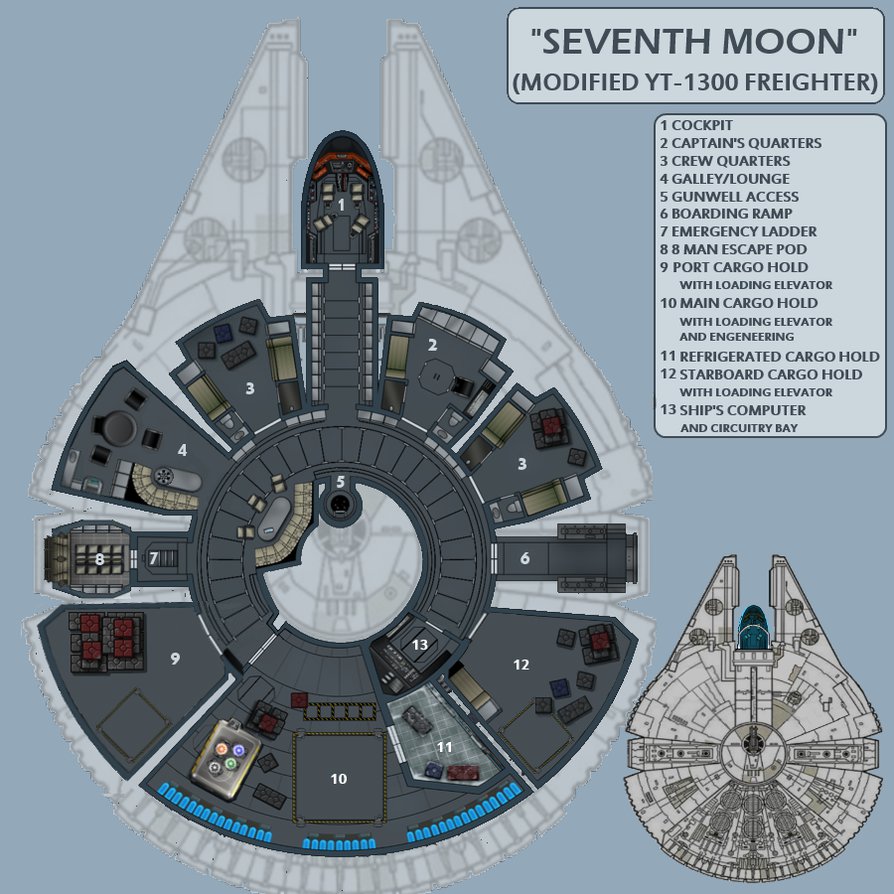 "SEVENTH MOON"
(MODIFIED YT-1300 FREIGHTER)
1 COCKPIT
2 CAPTAIN'S QUARTERS
3 CREW QUARTERS
4 GALLEY/LOUNGE
5 GUNWELL ACCESS
6 BOARDING RAMP
7 EMERGENCY LADDER
8 8 MAN ESCAPE POD
9 PORT CARGO HOLD
WITH LOADING ELEVATOR
10 MAIN CARGO HOLD
WITH LOADING ELEVATOR
AND ENGENEERING
11 REFRIGERATED CARGO HOLD
12 STARBOARD CARGO HOLD
WITH LOADING ELEVATOR
13 SHIP'S COMPUTER
AND CIRCUITRY BAY
1
2
3
3
4
5
6
7
8
9
13
12
11
10